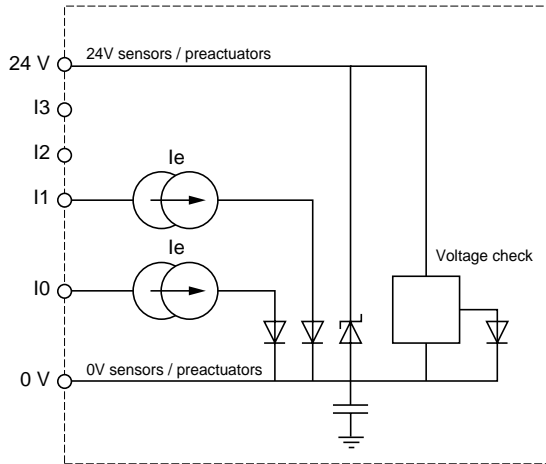 24 V
24V sensors / preactuators
I3
I2
Ie
I1
Ie
Voltage check
I0
0V sensors / preactuators
0 V